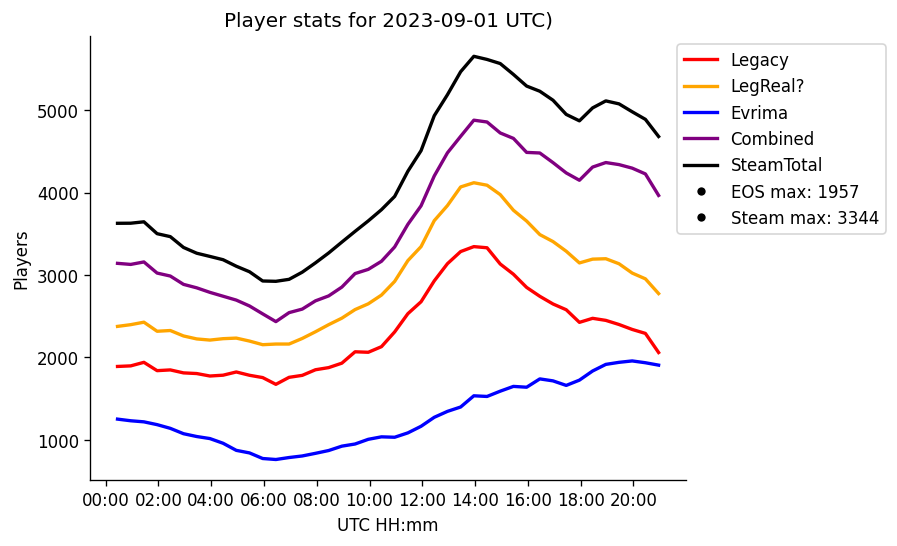 Player stats for 2023-09-01 UTC)
Legacy
LegReal?
Evrima
Combined
SteamTotal
EOS max: 1957
Steam max: 3344
Players
5000
4000
3000
2000
1000
00:00 02:00 04:00 06:00 08:00 10:00 12:00 14:00 16:00 18:00 20:00
UTC HH:mm